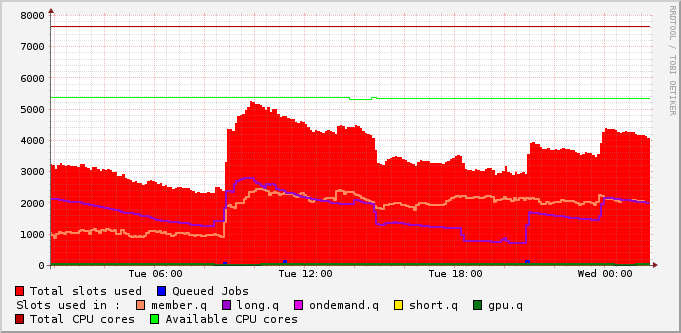 RRDTOOL / TOBI OETIKER
8000
7000
6000
5000
4000
3000
2000
1000
0
Tue 06:00 Tue 12:00 Tue 18:00 Wed 00:00
Total slots used Queued Jobs
Slots used in : member.q long.q ondemand.q short.q gpu.q
Total CPU cores Available CPU cores